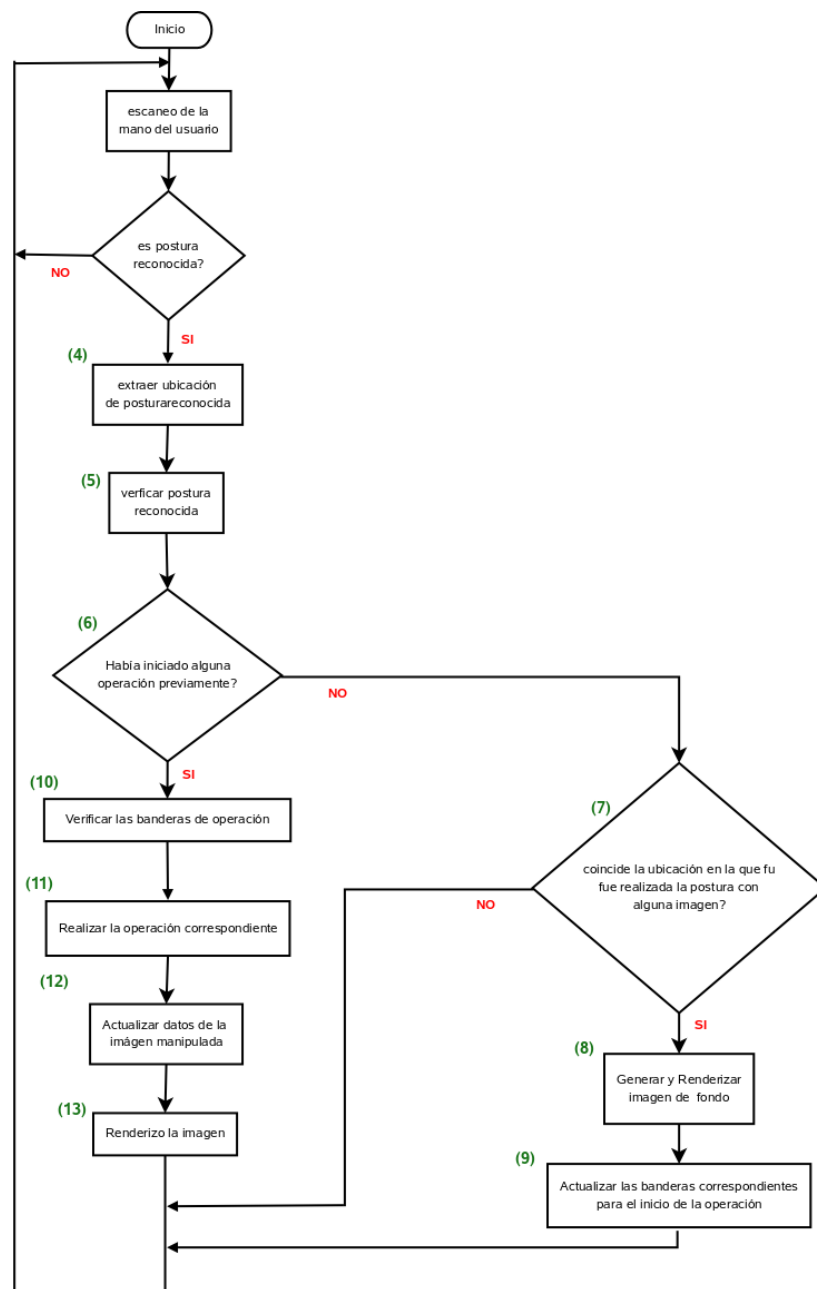 Inicio
escaneo de la
mano del usuario
es postura
reconocida?
NO
SI
(4)
extraer ubicación
de posturareconocida
(5)
verficar postura
reconocida
(6)
Había iniciado alguna
operación previamente?
NO
SI
(10)
Verificar las banderas de operación
(11)
Realizar la operación correspondiente
(12)
Actualizar datos de la
imágen manipulada
(13)
Renderizo la imagen
(7)
coincide la ubicación en la que fu
fue realizada la postura con
alguna imagen?
NO
SI
(8)
Generar y Renderizar
imagen de fondo
(9)
Actualizar las banderas correspondientes
para el inicio de la operación